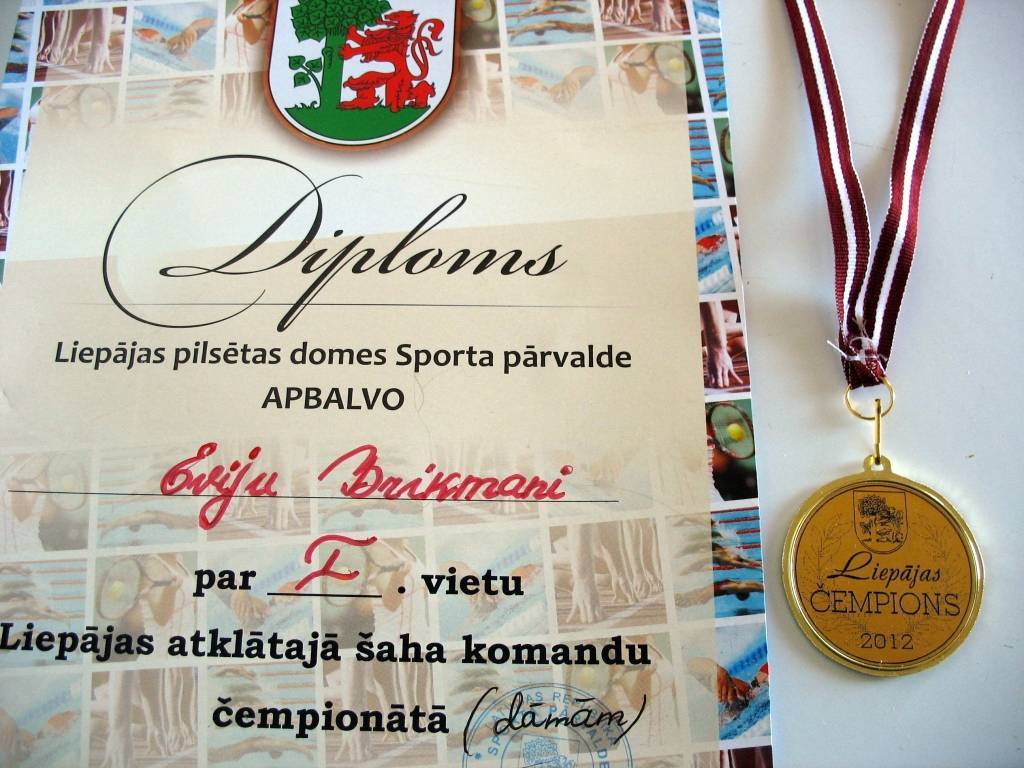 Diploms
Liepājas pilsētas domes Sporta pārvalde
APBALVO
Eviju Brikmani
par I . vietu
Liepājas atklātajā šaha komandu
čempionātā (dāmām)
Liepājas
ČEMPIONS
2012